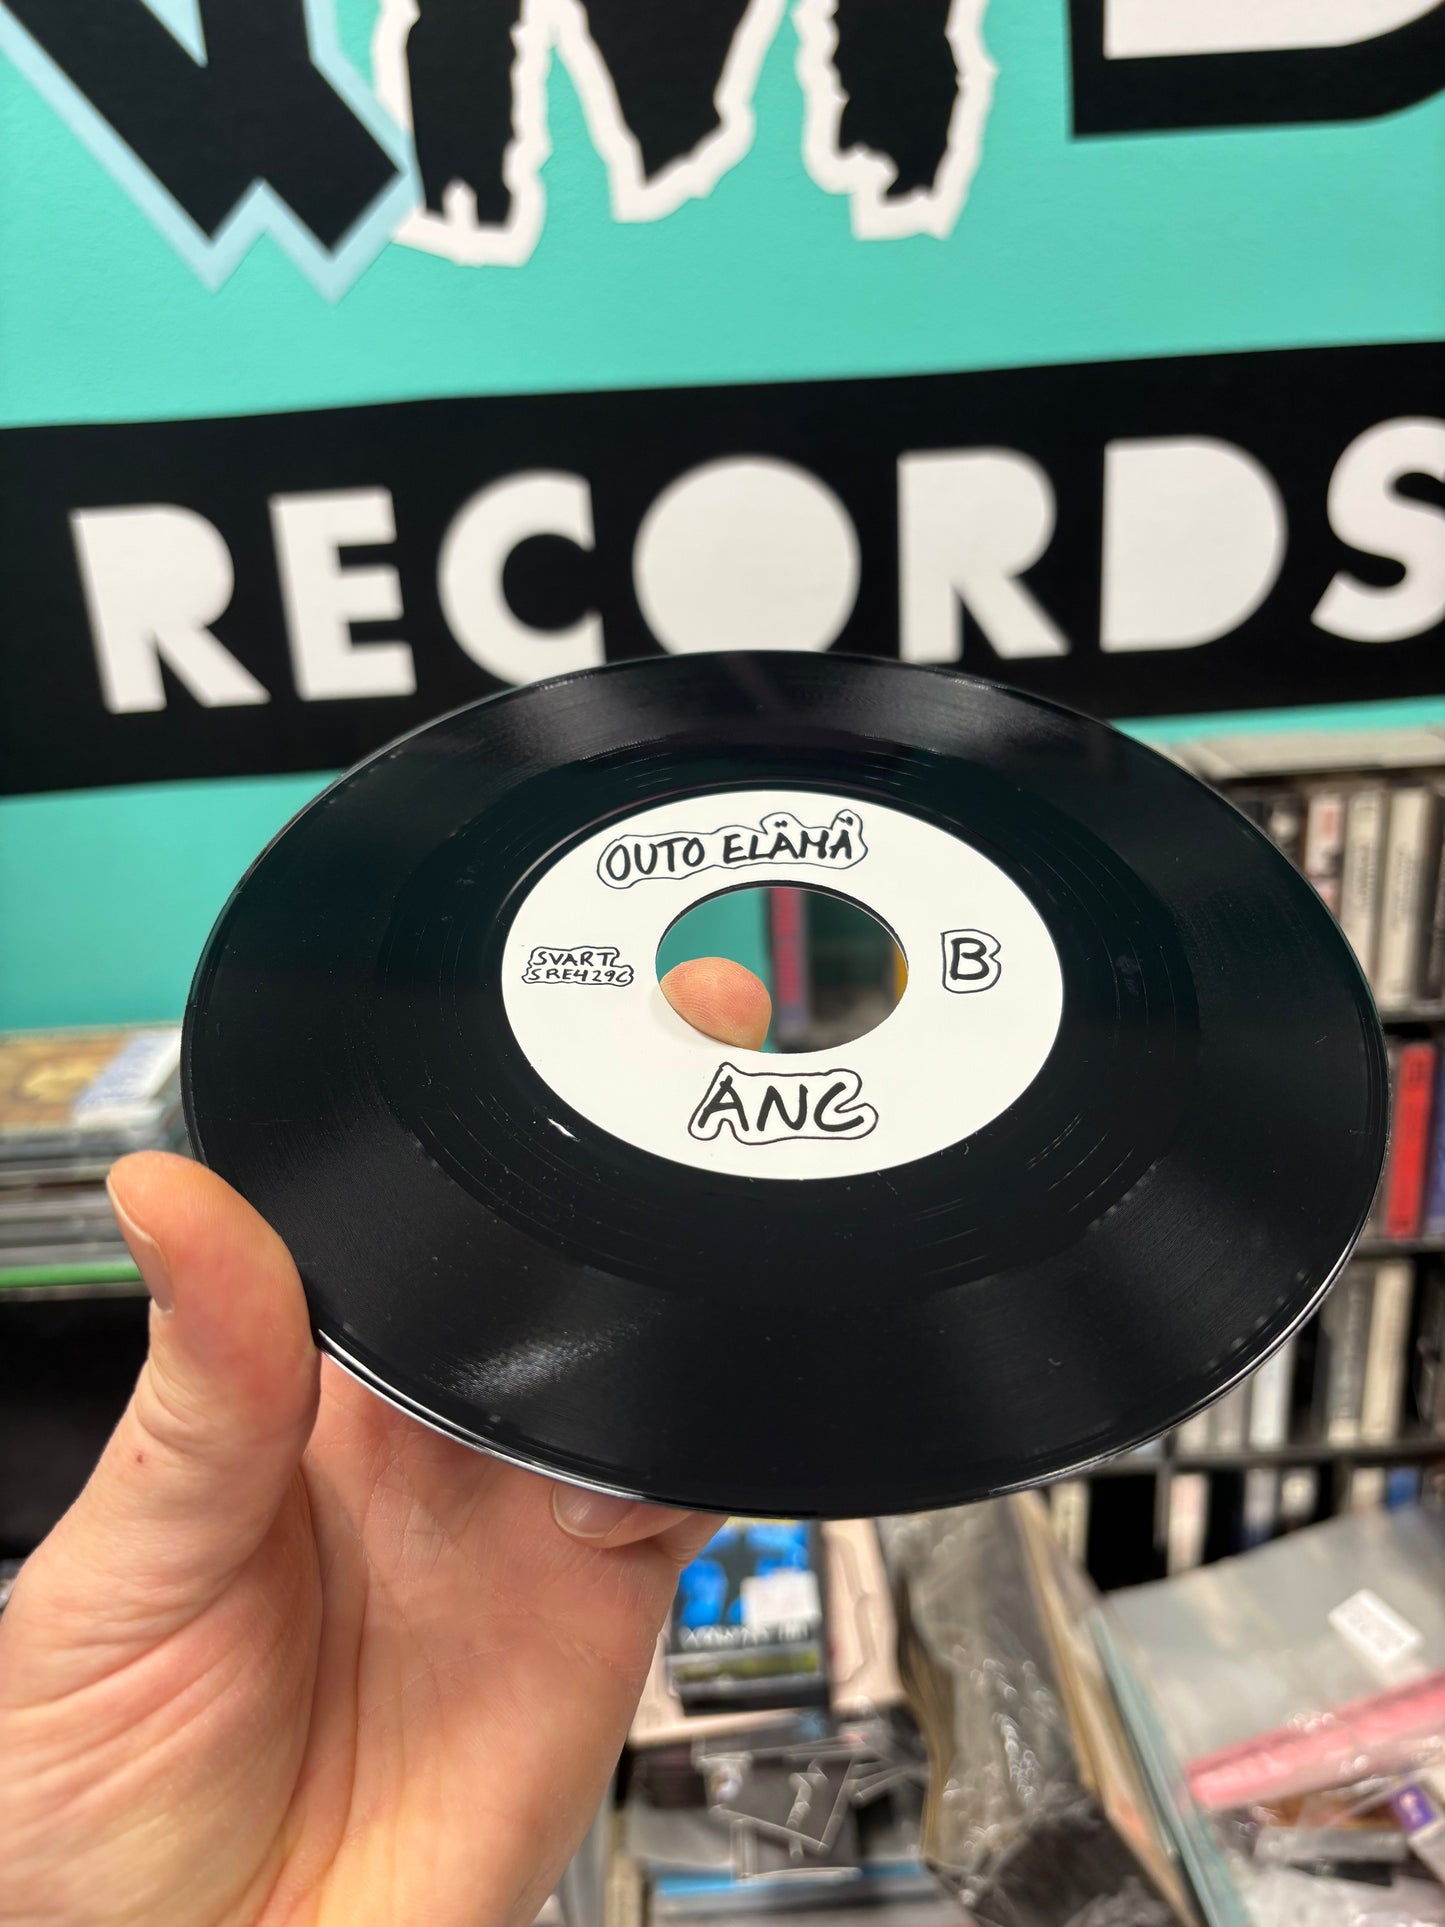 RECORDS
OUTO ELÄMÄ
SVART
SRE429C
B
ANC